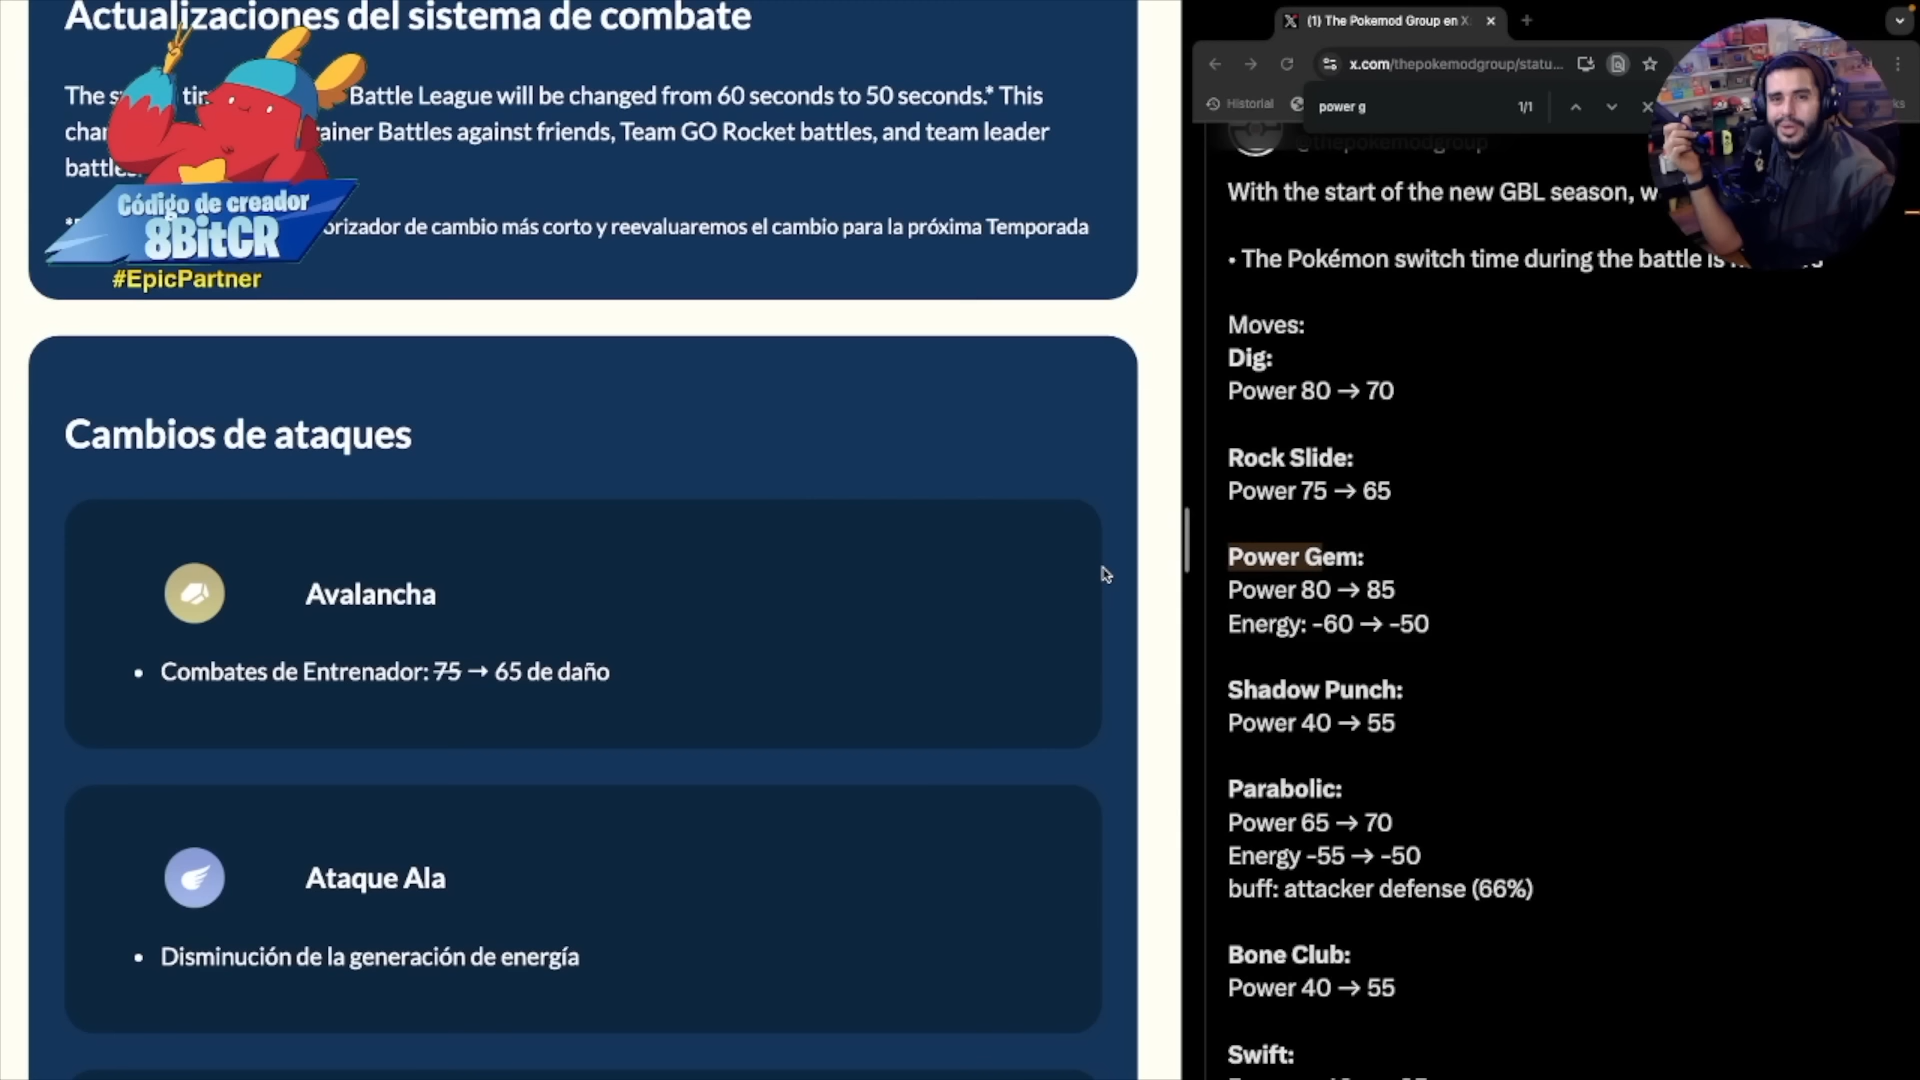 Actualizaciones del sistema de combate
The s tim Battle League will be changed from 60 seconds to 50 seconds.* This
chan rainer Battles against friends, Team GO Rocket battles, and team leader
battles.
orizador de cambio más corto y reevaluaremos el cambio para la próxima Temporada
Código de creador
8BitCR
#EpicPartner
Cambios de ataques
Avalancha
• Combates de Entrenador: 75 → 65 de daño
Ataque Ala
• Disminución de la generación de energía
(1) The Pokemod Group en X
x.com/thepokemodgroup/statu...
Historial
power g
1/1
@thepokemodgroup
With the start of the new GBL season, w
• The Pokémon switch time during the battle is
Moves:
Dig:
Power 80 → 70
Rock Slide:
Power 75 → 65
Power Gem:
Power 80 → 85
Energy: -60 → -50
Shadow Punch:
Power 40 → 55
Parabolic:
Power 65 → 70
Energy -55 → -50
buff: attacker defense (66%)
Bone Club:
Power 40 → 55
Swift: